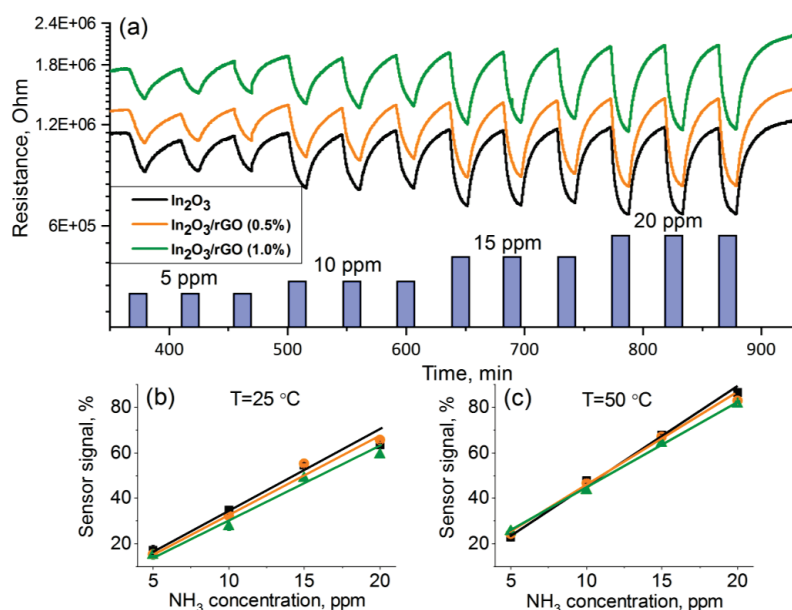 (a)
2.4E+06
1.8E+06
1.2E+06
6E+05
Resistance, Ohm
In₂O₃
In₂O₃/rGO (0.5%)
In₂O₃/rGO (1.0%)
5 ppm
10 ppm
15 ppm
20 ppm
400 500 600 700 800 900
Time, min
(b)
T=25 °C
80
60
40
20
Sensor signal, %
5 10 15 20
NH₃ concentration, ppm
(c)
T=50 °C
80
60
40
20
Sensor signal, %
5 10 15 20
NH₃ concentration, ppm